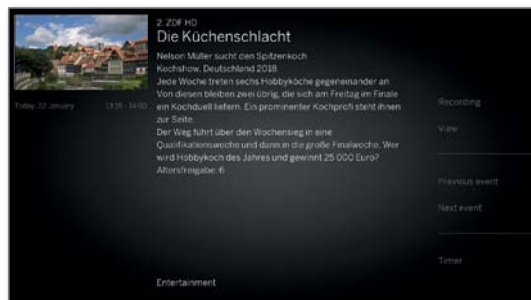 2. ZDF HD
Die Küchenschlacht
Nelson Müller sucht den Spitzenkoch
Kochshow, Deutschland 2018
Jede Woche treten sechs Hobbyköche gegeneinander an.
Von diesen bleiben zwei übrig, die sich am Freitag im Finale
ein Kochduell liefern. Ein prominenter Kochprofi steht ihnen
zur Seite.
Der Weg führt über den Wochensieg in eine
Qualifikationswoche und dann in die große Finalwoche. Wer
wird Hobbykoch des Jahres und gewinnt 25 000 Euro?
Altersfreigabe: 6
Today, 22 January 13:15 - 14:00
Recording
View
Previous event
Next event
Timer
Entertainment